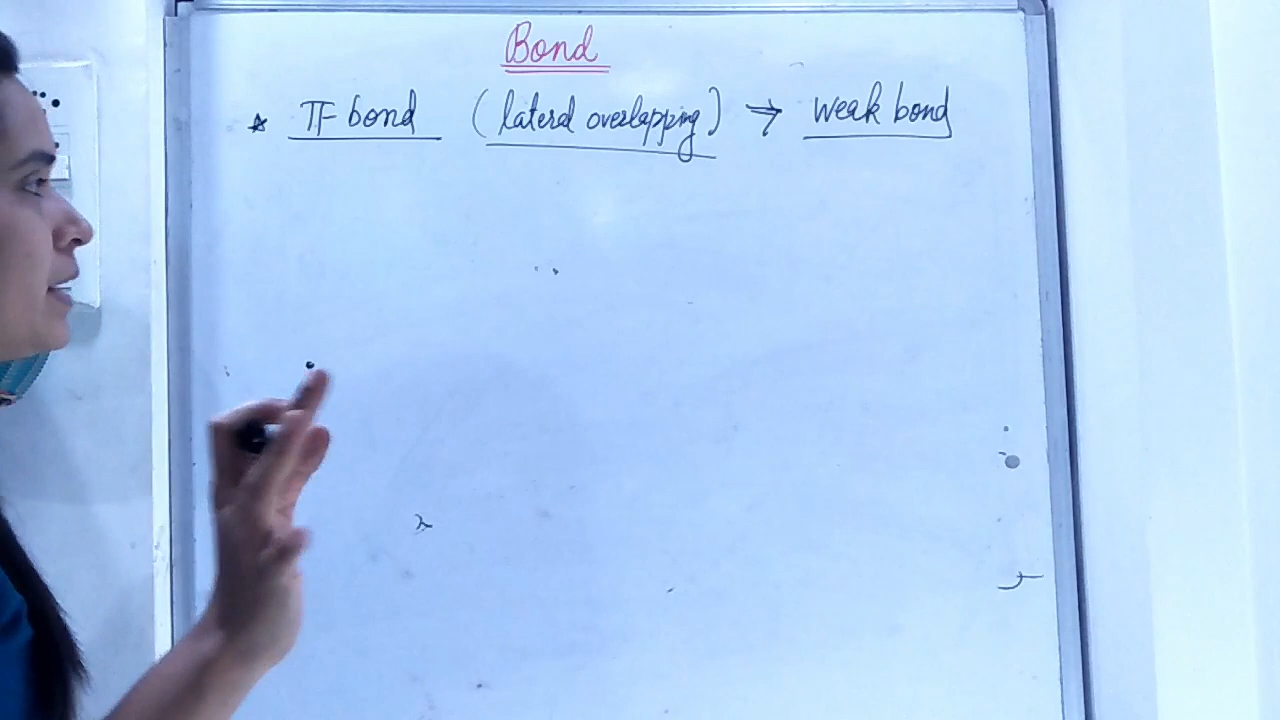 Bond
* π bond (lateral overlapping) → weak bond